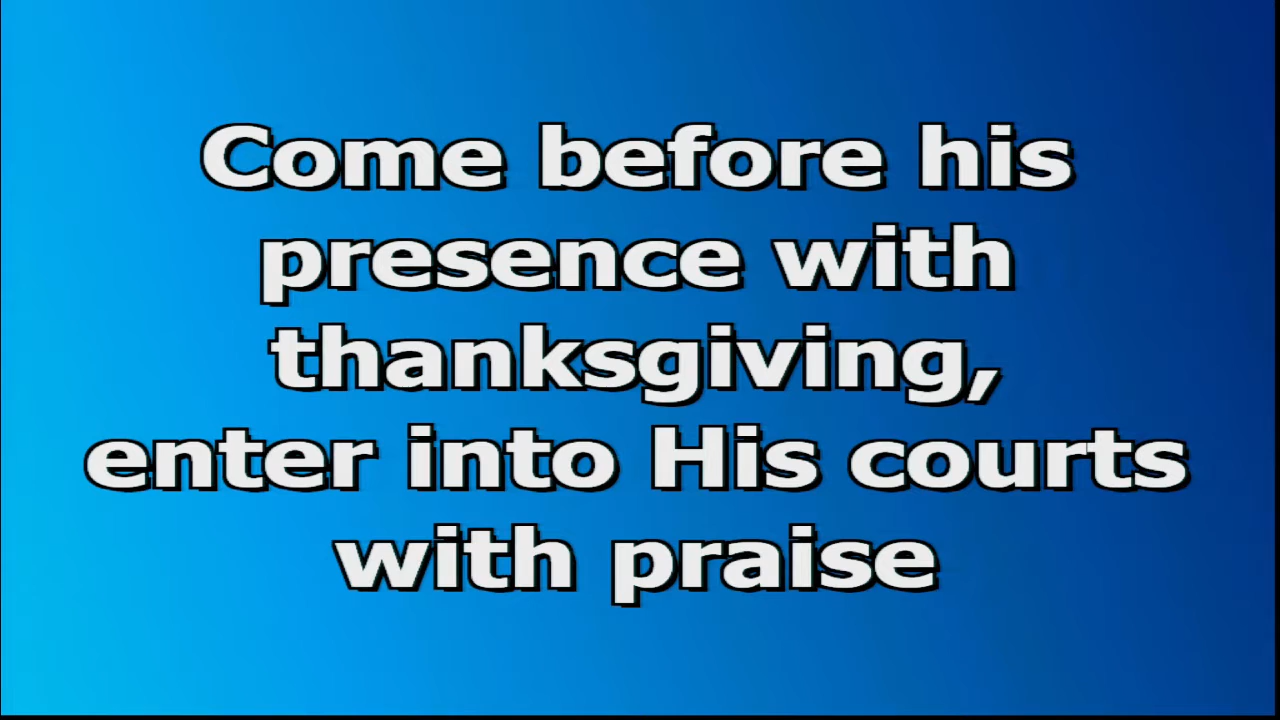 Come before his
presence with
thanksgiving,
enter into His courts
with praise